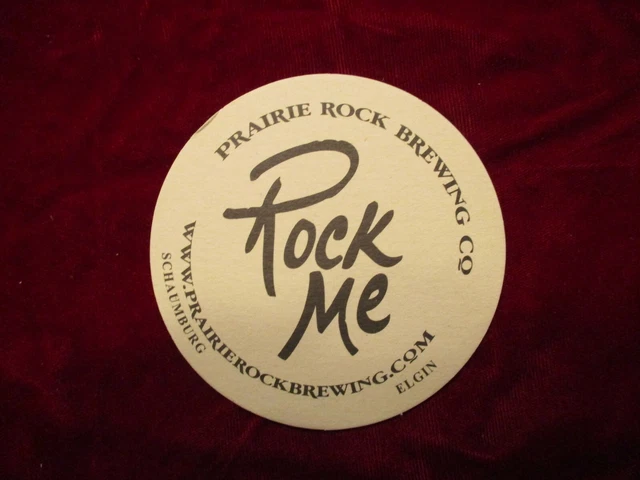 PRAIRIE ROCK BREWING CO
Rock
Me
WWW.PRAIRIEROCKBREWING.COM
SCHAUMBURG
ELGIN